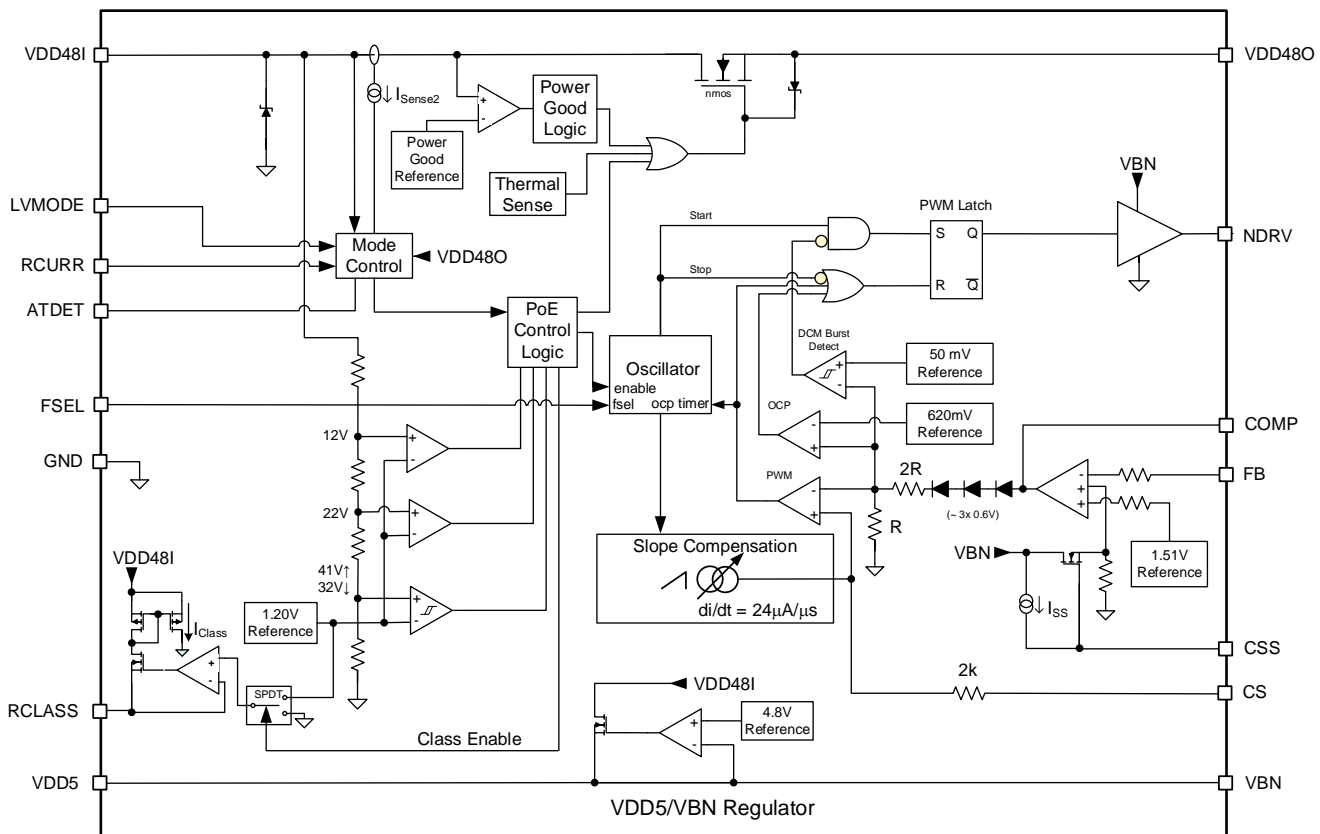 VDD48I
VDD48O
ISense2
nmos
Power
Good
Logic
+
-
Power
Good
Reference
Thermal
Sense
VBN
LVMODE
Start
PWM Latch
S
Q
R
Q
NDRV
Mode
Control
VDD48O
RCURR
Stop
ATDET
PoE
Control
Logic
DCM Burst
Detect
+
-
50 mV
Reference
Oscillator
enable
fsel
ocp timer
FSEL
OCP
-
+
620mV
Reference
COMP
12V
+
-
GND
PWM
-
+
2R
(~ 3x 0.6V)
-
+
+
FB
R
22V
+
-
1.51V
Reference
VDD48I
Slope Compensation
di/dt = 24µA/µs
VBN
ISS
41V↑
32V↓
+
-
1.20V
Reference
IClass
CSS
+
-
SPDT
2k
CS
RCLASS
VDD48I
+
-
4.8V
Reference
Class Enable
VDD5
VBN
VDD5/VBN Regulator